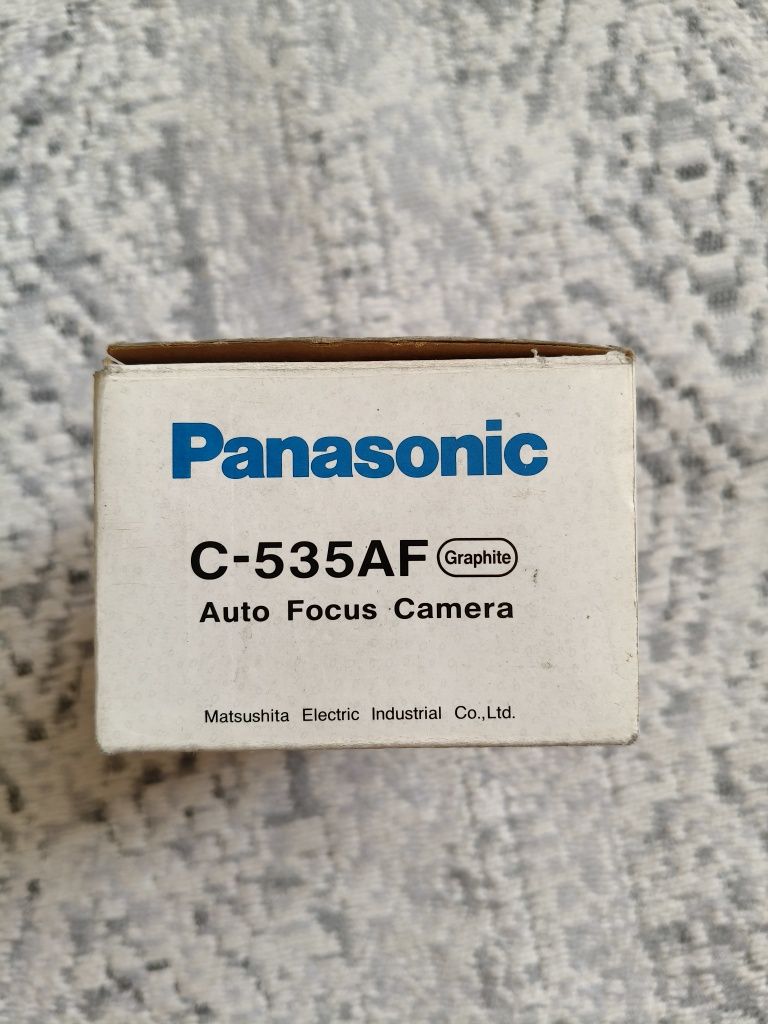 Panasonic
C-535AF Graphite
Auto Focus Camera
Matsushita Electric Industrial Co.,Ltd.